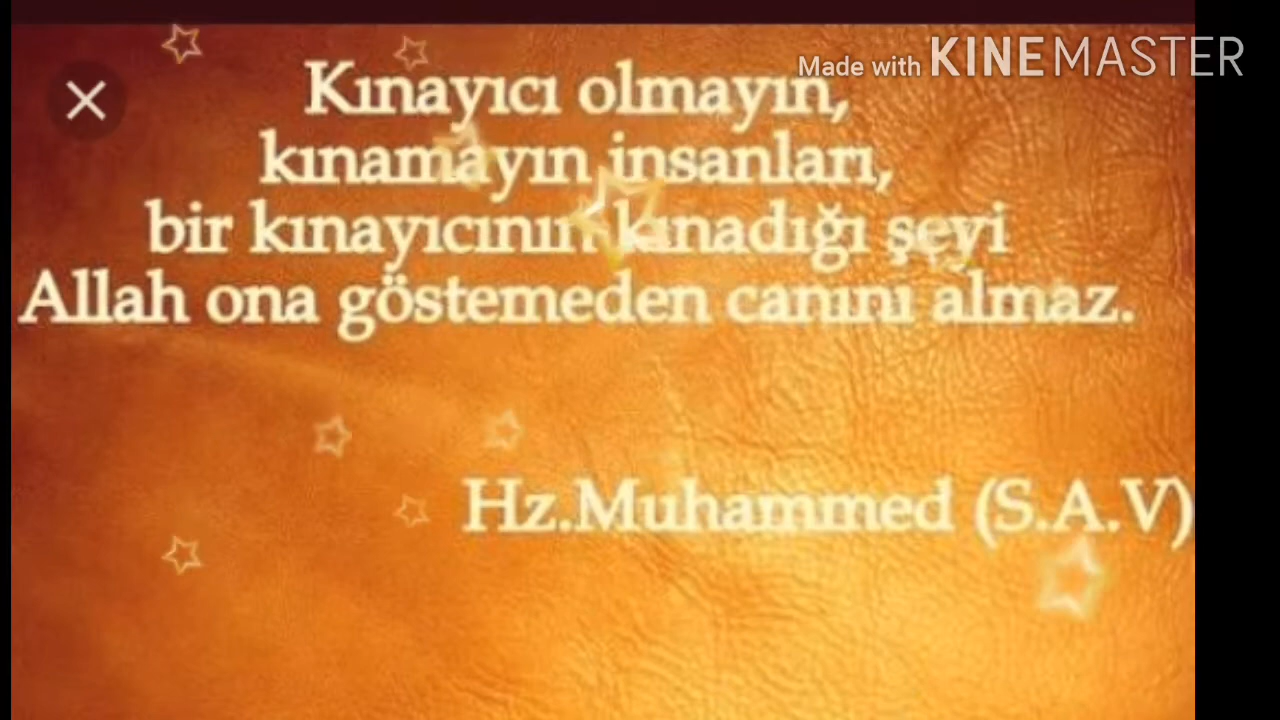 Made with KINEMASTER
Kınayıcı olmayın,
kınamayın insanları,
bir kınayıcının kınadığı şeyi
Allah ona göstemeden canını almaz.
Hz.Muhammed (S.A.V)